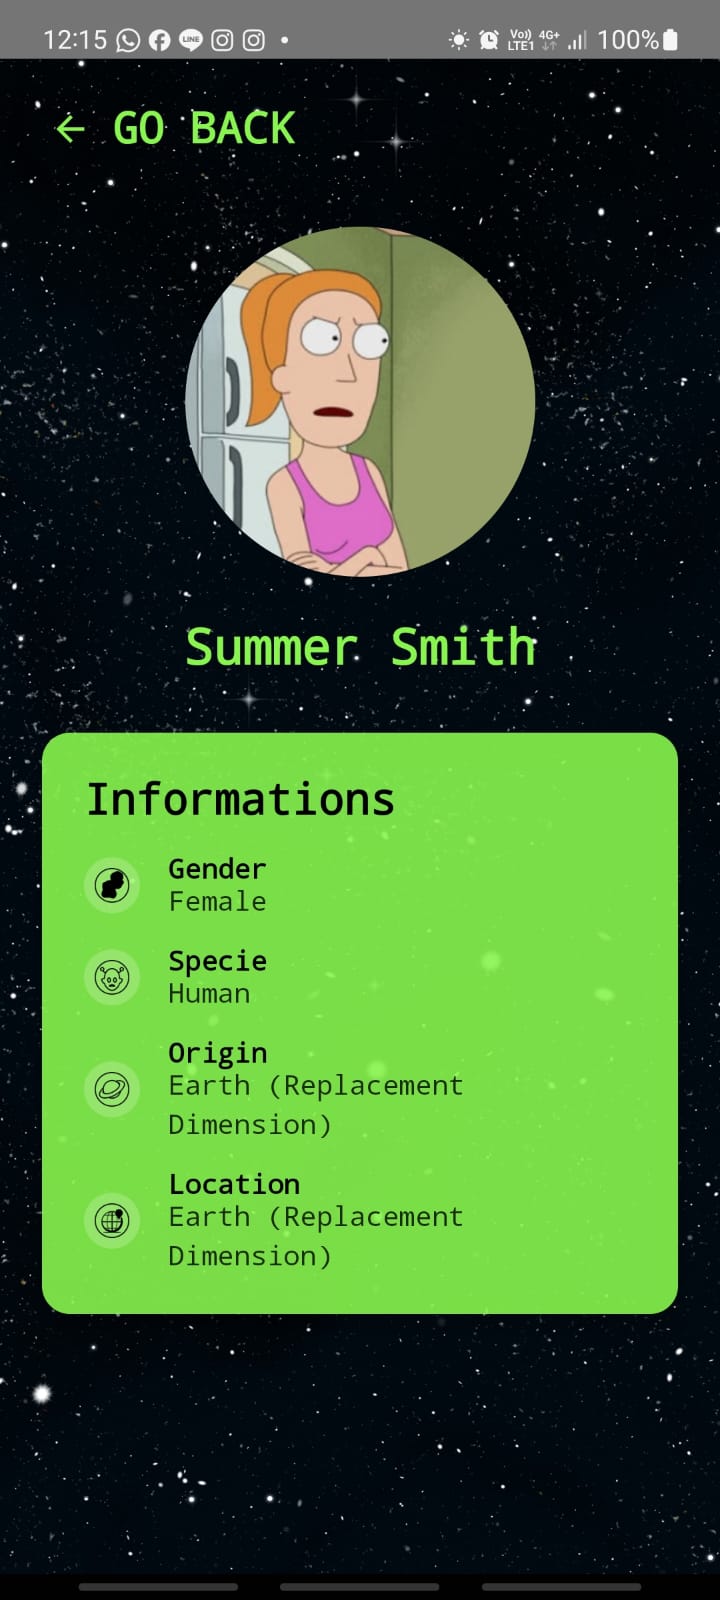 12:15 LINE Vo)) LTE1 4G+ 100%
← GO BACK
Summer Smith
Informations
Gender
Female
Specie
Human
Origin
Earth (Replacement
Dimension)
Location
Earth (Replacement
Dimension)